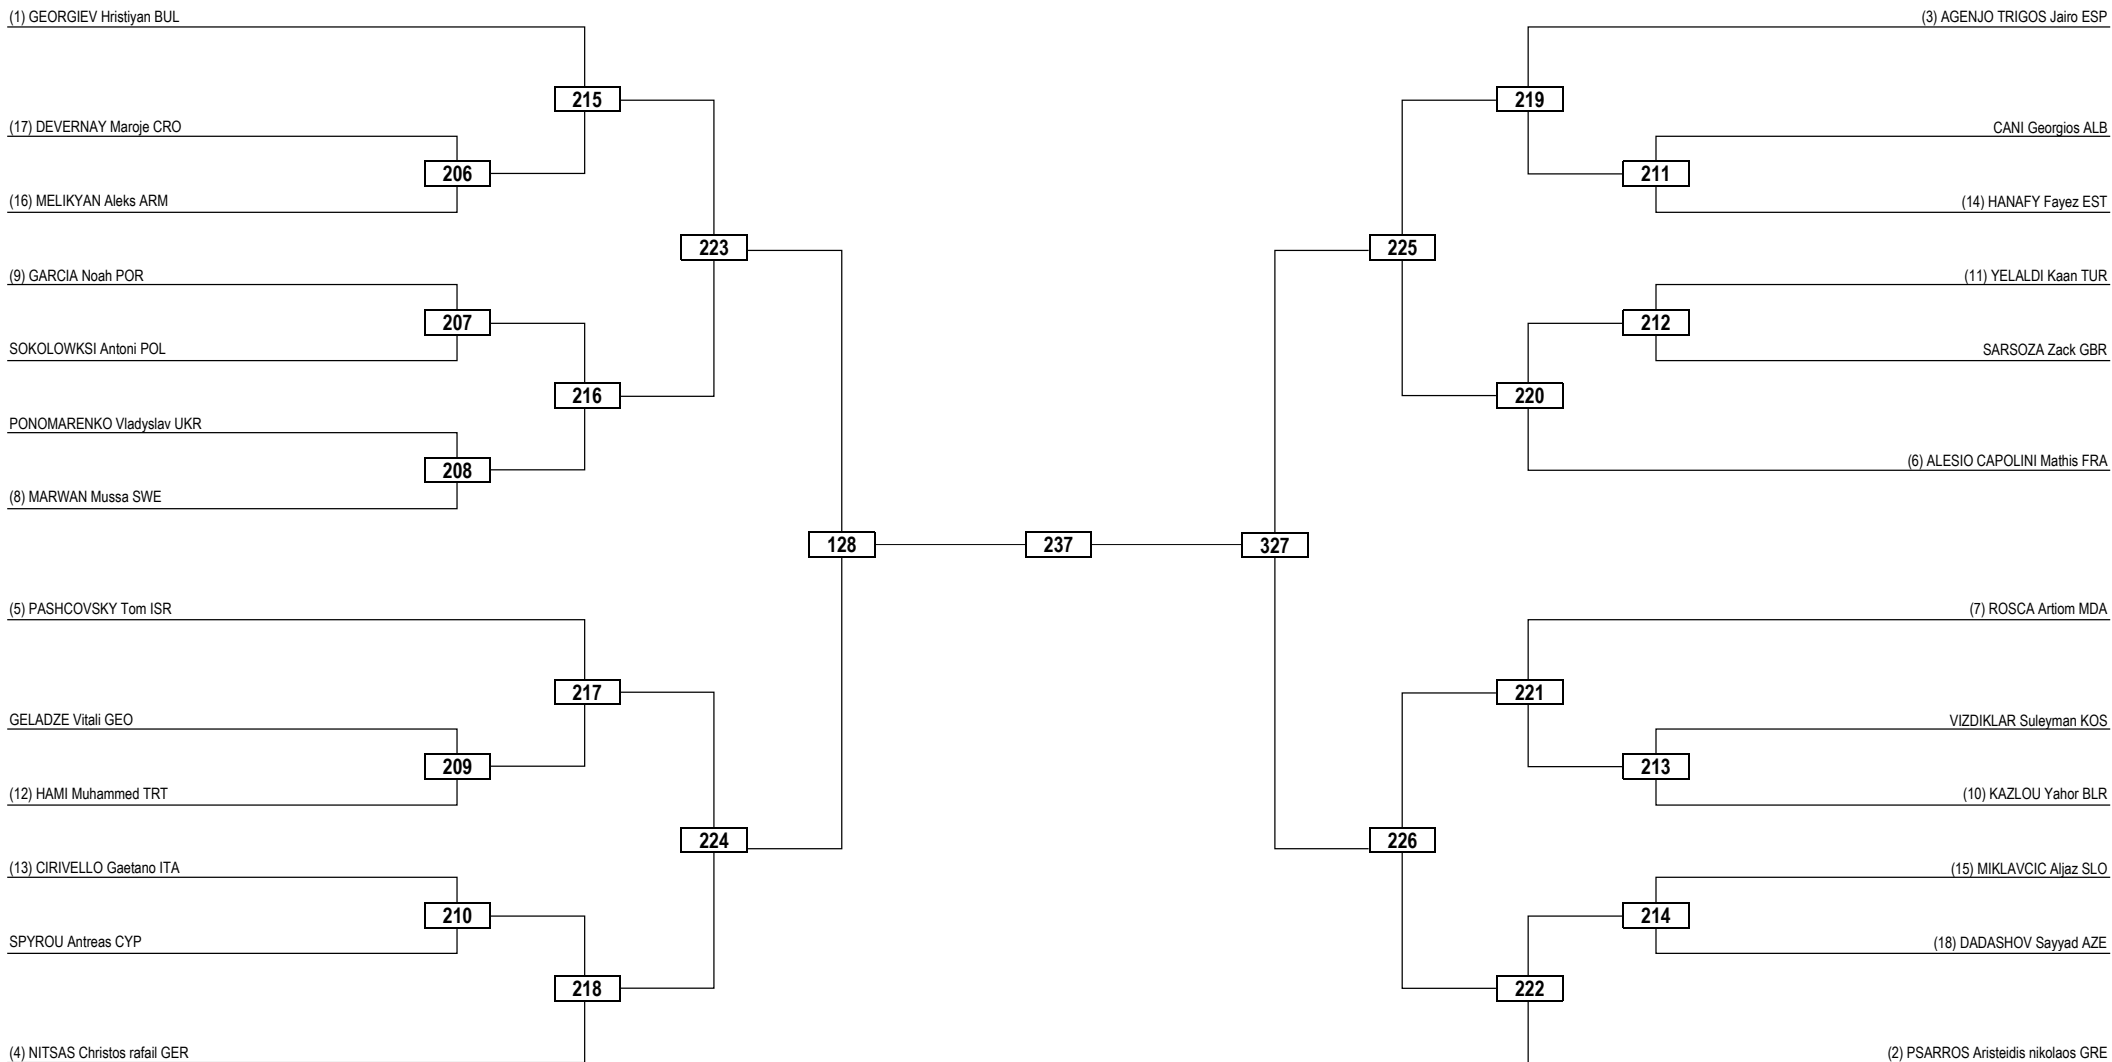 (1) GEORGIEV Hristiyan BUL
(3) AGENJO TRIGOS Jairo ESP
215
219
(17) DEVERNAY Maroje CRO
CANI Georgios ALB
206
211
(16) MELIKYAN Aleks ARM
(14) HANAFY Fayez EST
223
225
(9) GARCIA Noah POR
(11) YELALDI Kaan TUR
207
212
SOKOLOWKSI Antoni POL
SARSOZA Zack GBR
216
220
PONOMARENKO Vladyslav UKR
208
(6) ALESIO CAPOLINI Mathis FRA
(8) MARWAN Mussa SWE
128
237
327
(5) PASHCOVSKY Tom ISR
(7) ROSCA Artiom MDA
217
221
GELADZE Vitali GEO
VIZDIKLAR Suleyman KOS
209
213
(12) HAMI Muhammed TRT
(10) KAZLOU Yahor BLR
224
226
(13) CIRIVELLO Gaetano ITA
(15) MIKLAVCIC Aljaz SLO
210
214
SPYROU Antreas CYP
(18) DADASHOV Sayyad AZE
218
222
(4) NITSAS Christos rafail GER
(2) PSARROS Aristeidis nikolaos GRE